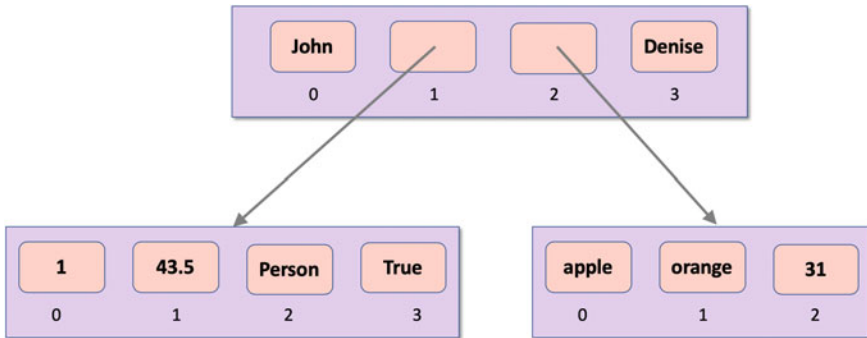 John Denise
0 1 2 3
1 43.5 Person True
0 1 2 3
apple orange 31
0 1 2